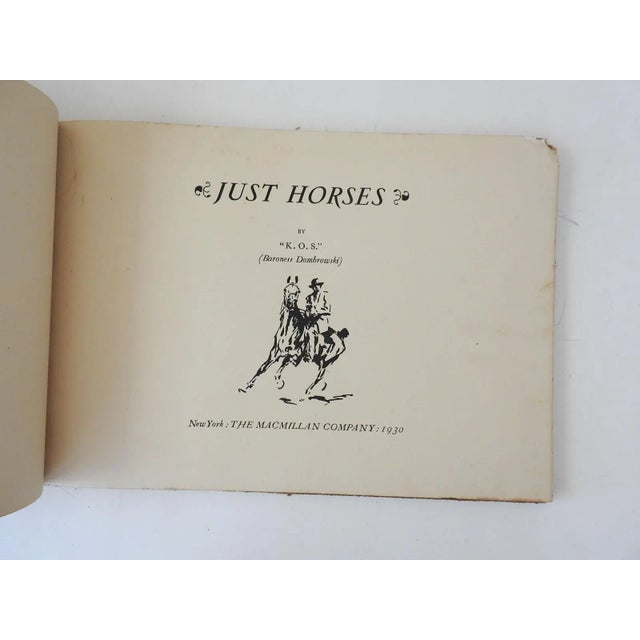 JUST HORSES
BY
"K. O. S."
(Baroness Dombrowski)
New York: THE MACMILLAN COMPANY: 1930